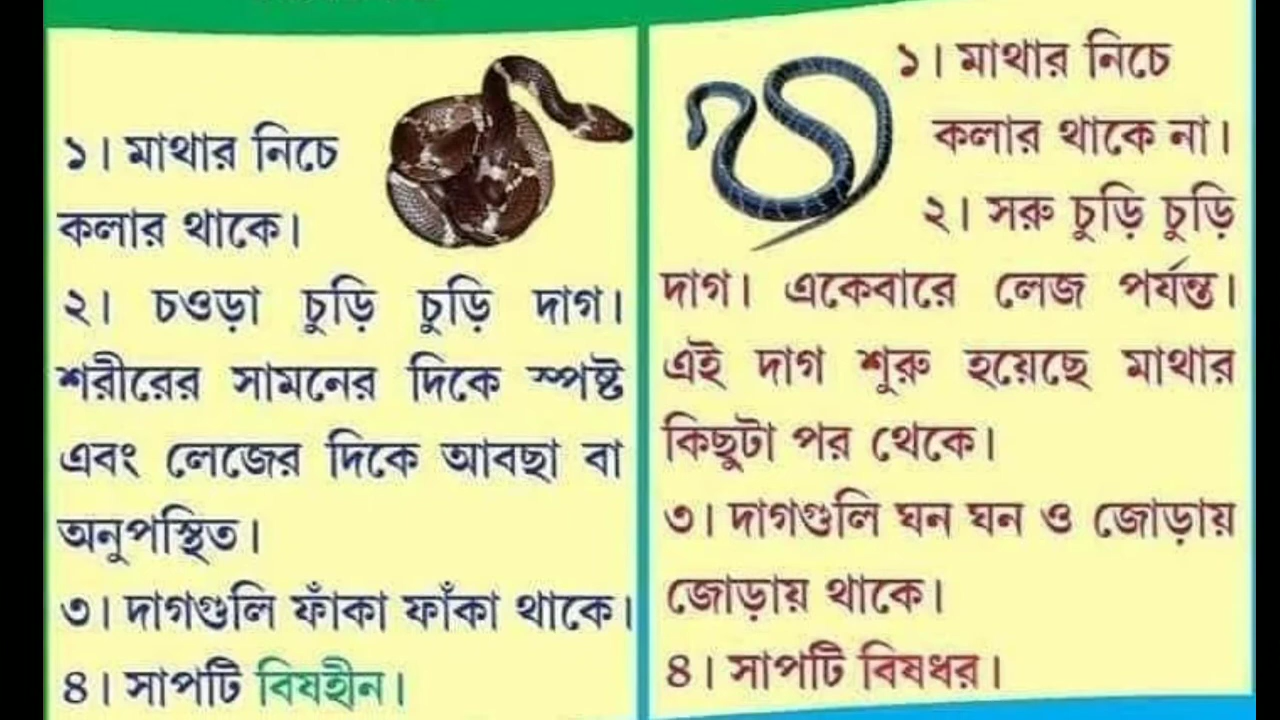 ১। মাথার নিচে
কলার থাকে।
২। চওড়া চুড়ি চুড়ি দাগ।
শরীরের সামনের দিকে স্পষ্ট
এবং লেজের দিকে আবছা বা
অনুপস্থিত।
৩। দাগগুলি ফাঁকা ফাঁকা থাকে।
৪। সাপটি বিষহীন।
১। মাথার নিচে
কলার থাকে না।
২। সরু চুড়ি চুড়ি
দাগ। একেবারে লেজ পর্যন্ত।
এই দাগ শুরু হয়েছে মাথার
কিছুটা পর থেকে।
৩। দাগগুলি ঘন ঘন ও জোড়ায়
জোড়ায় থাকে।
৪। সাপটি বিষধর।